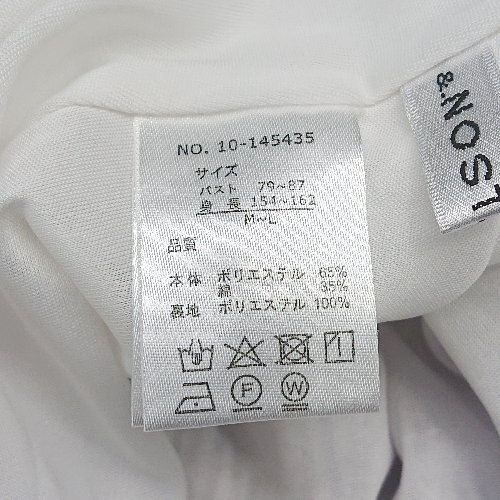 NO. 10-145435
サイズ
バスト 79~87
身長 154~162
M~L
品質
本体 ポリエステル 65%
綿 35%
裏地 ポリエステル 100%
F
W
&.NOST